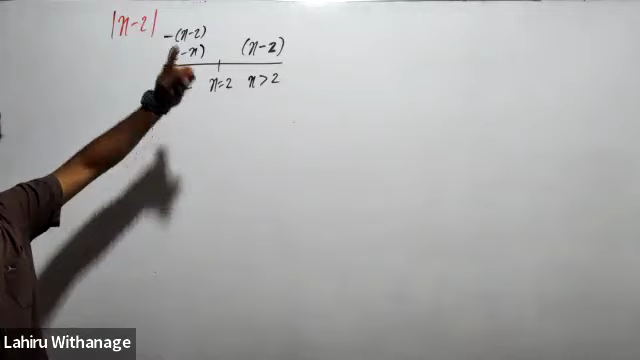 |x-2|
-(x-2)
-x)
(x-2)
x=2 x>2
Lahiru Withanage